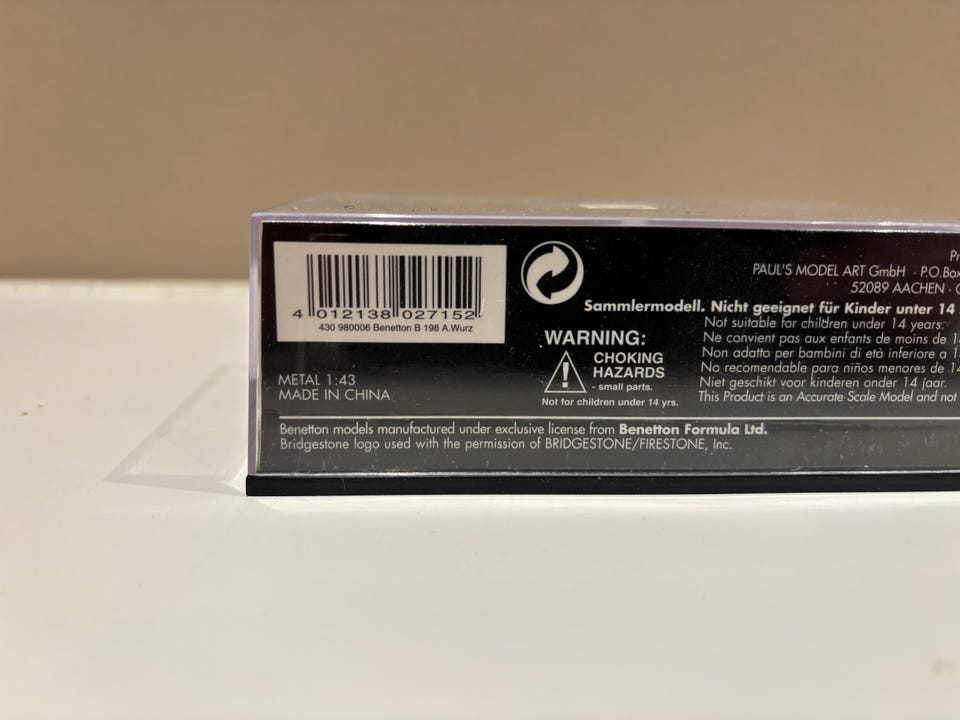 4 012138 027152
430 980006 Benetton B 198 A.Wurz
METAL 1:43
MADE IN CHINA
PAUL'S MODEL ART GmbH · P.O.Box
52089 AACHEN ·
Sammlermodell. Nicht geeignet für Kinder unter 14
Not suitable for children under 14 years.
Ne convient pas aux enfants de moins de
Non adatto per bambini di età inferiore a
No recomendable para niños menores de
Niet geschikt voor kinderen onder 14 jaar.
This Product is an Accurate Scale Model and not
WARNING:
CHOKING
HAZARDS
- small parts.
Not for children under 14 yrs.
Benetton models manufactured under exclusive license from Benetton Formula Ltd.
Bridgestone logo used with the permission of BRIDGESTONE/FIRESTONE, Inc.